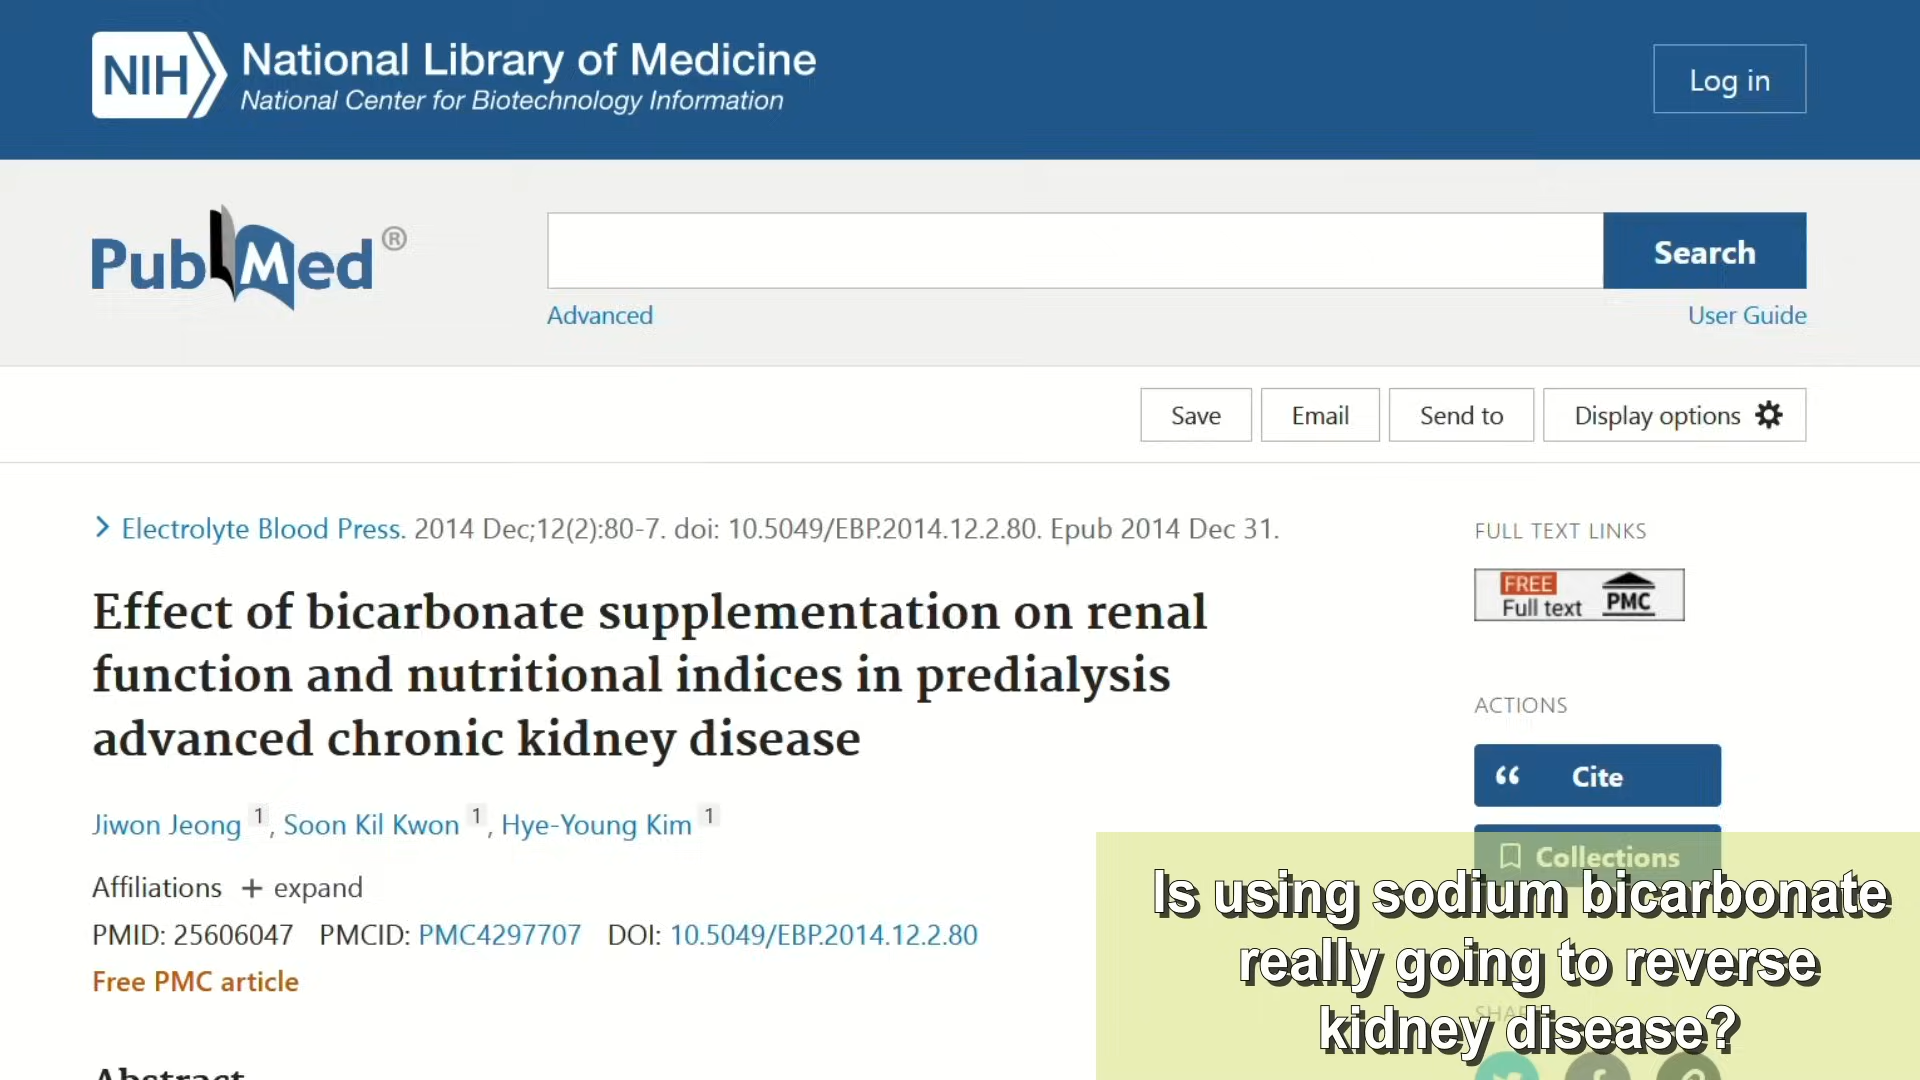 NIH National Library of Medicine
National Center for Biotechnology Information
Log in
PubMed®
Search
Advanced
User Guide
Save
Email
Send to
Display options
Electrolyte Blood Press. 2014 Dec;12(2):80-7. doi: 10.5049/EBP.2014.12.2.80. Epub 2014 Dec 31.
Effect of bicarbonate supplementation on renal
function and nutritional indices in predialysis
advanced chronic kidney disease
Jiwon Jeong 1, Soon Kil Kwon 1, Hye-Young Kim 1
Affiliations + expand
PMID: 25606047 PMCID: PMC4297707 DOI: 10.5049/EBP.2014.12.2.80
Free PMC article
Abstract
FULL TEXT LINKS
FREE
Full text PMC
ACTIONS
Cite
Collections
SHARE
Is using sodium bicarbonate
really going to reverse
kidney disease?